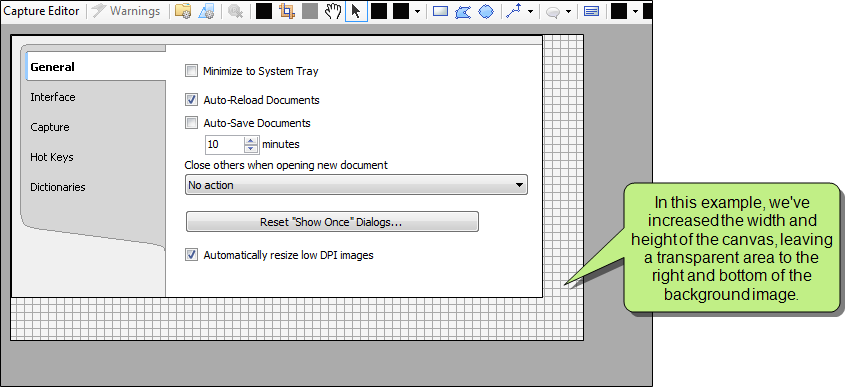 Capture Editor Warnings
General
Interface
Capture
Hot Keys
Dictionaries
Minimize to System Tray
Auto-Reload Documents
Auto-Save Documents
10 minutes
Close others when opening new document
No action
Reset "Show Once" Dialogs...
Automatically resize low DPI images
In this example, we've
increased the width and
height of the canvas, leaving
a transparent area to the
right and bottom of the
background image.